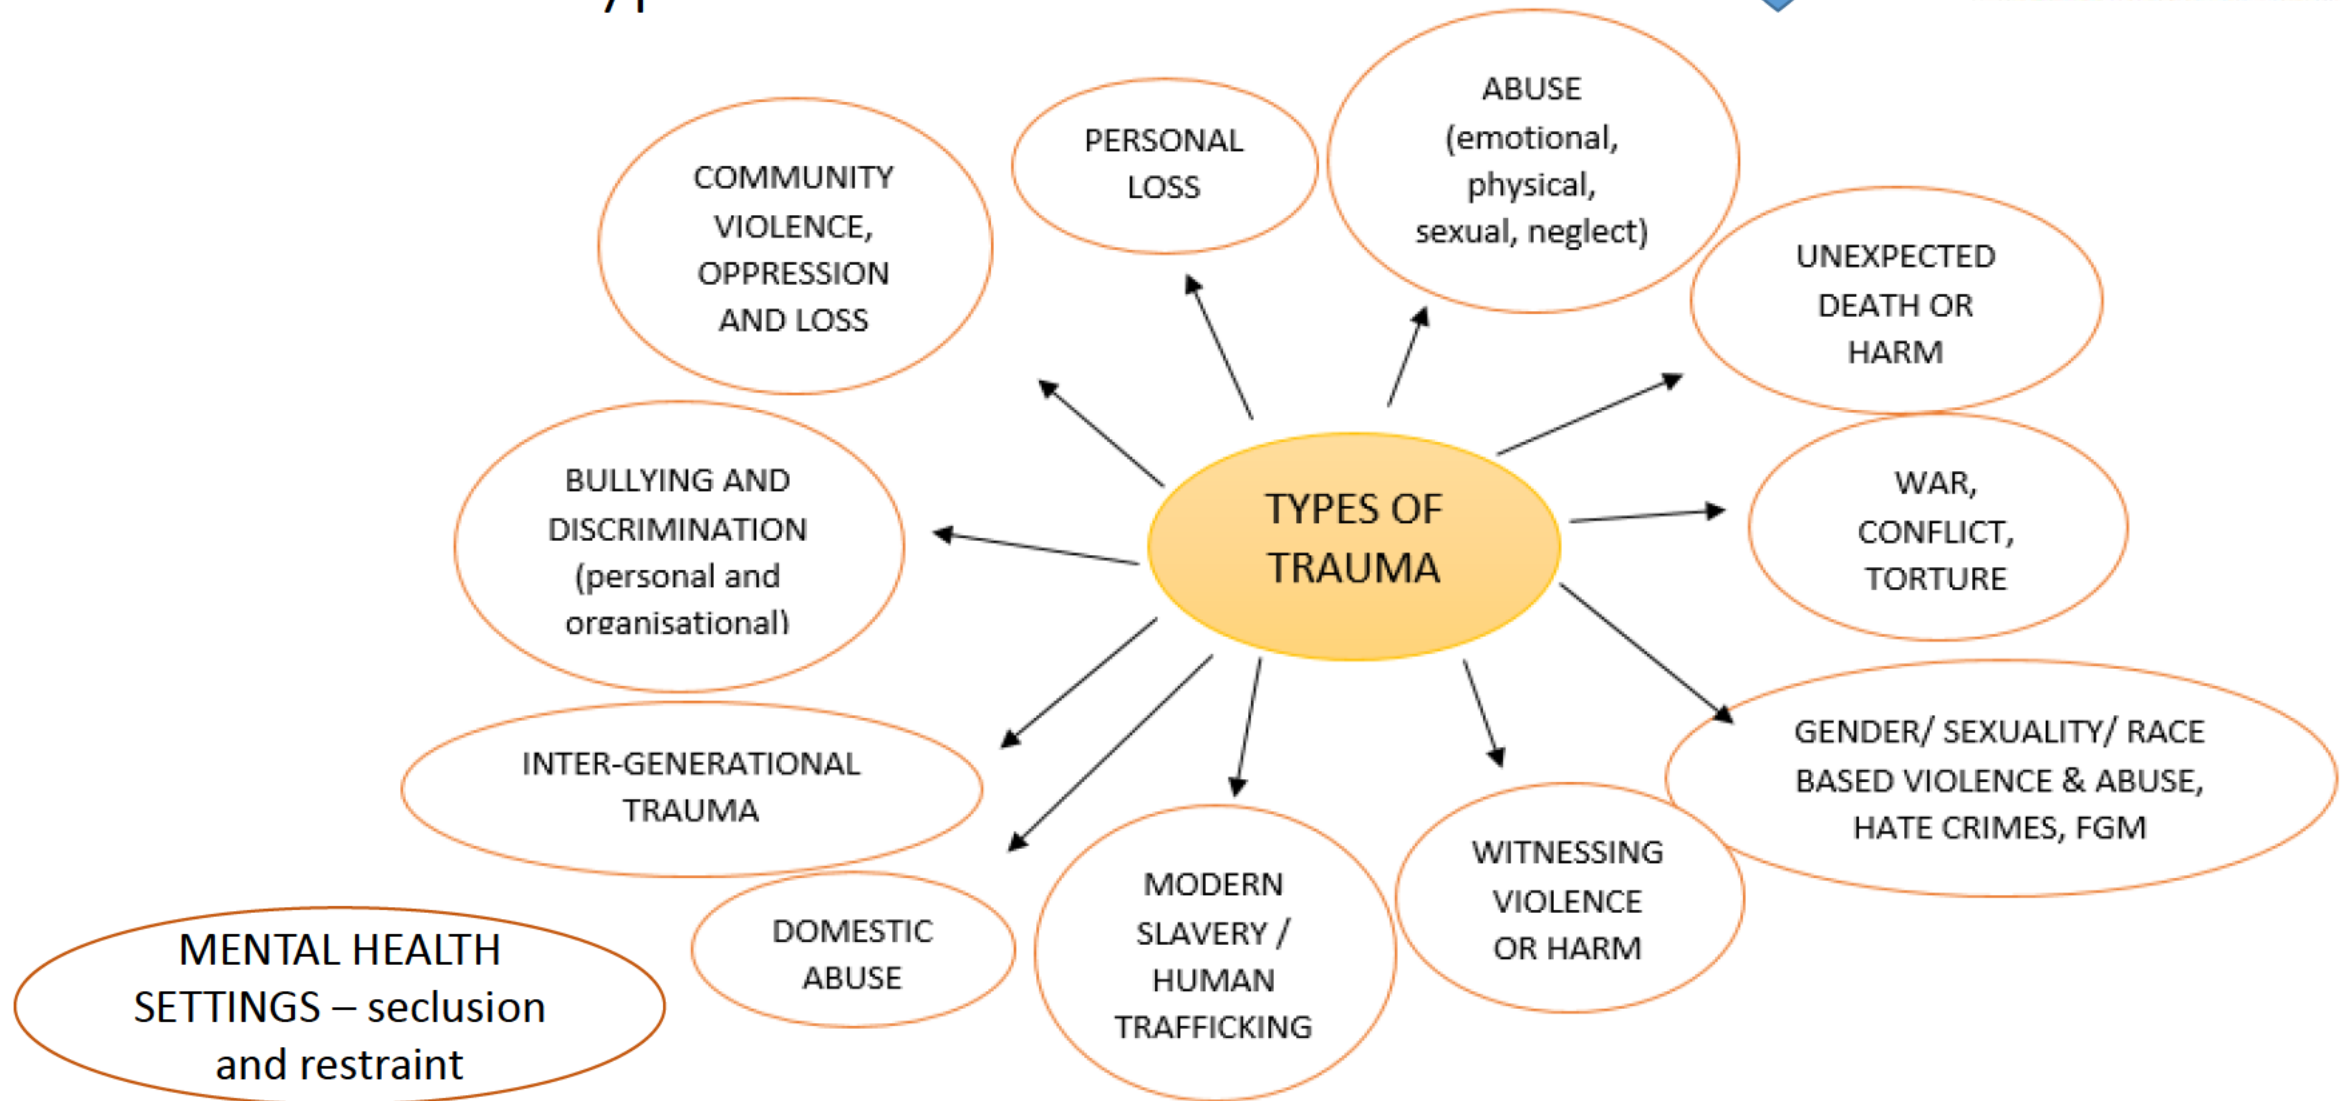 ABUSE
(emotional,
physical,
sexual, neglect)
PERSONAL
LOSS
COMMUNITY
VIOLENCE,
OPPRESSION
AND LOSS
UNEXPECTED
DEATH OR
HARM
BULLYING AND
DISCRIMINATION
(personal and
organisational)
TYPES OF
TRAUMA
WAR,
CONFLICT,
TORTURE
INTER-GENERATIONAL
TRAUMA
GENDER/ SEXUALITY/ RACE
BASED VIOLENCE & ABUSE,
HATE CRIMES, FGM
WITNESSING
VIOLENCE
OR HARM
MODERN
SLAVERY /
HUMAN
TRAFFICKING
DOMESTIC
ABUSE
MENTAL HEALTH
SETTINGS – seclusion
and restraint